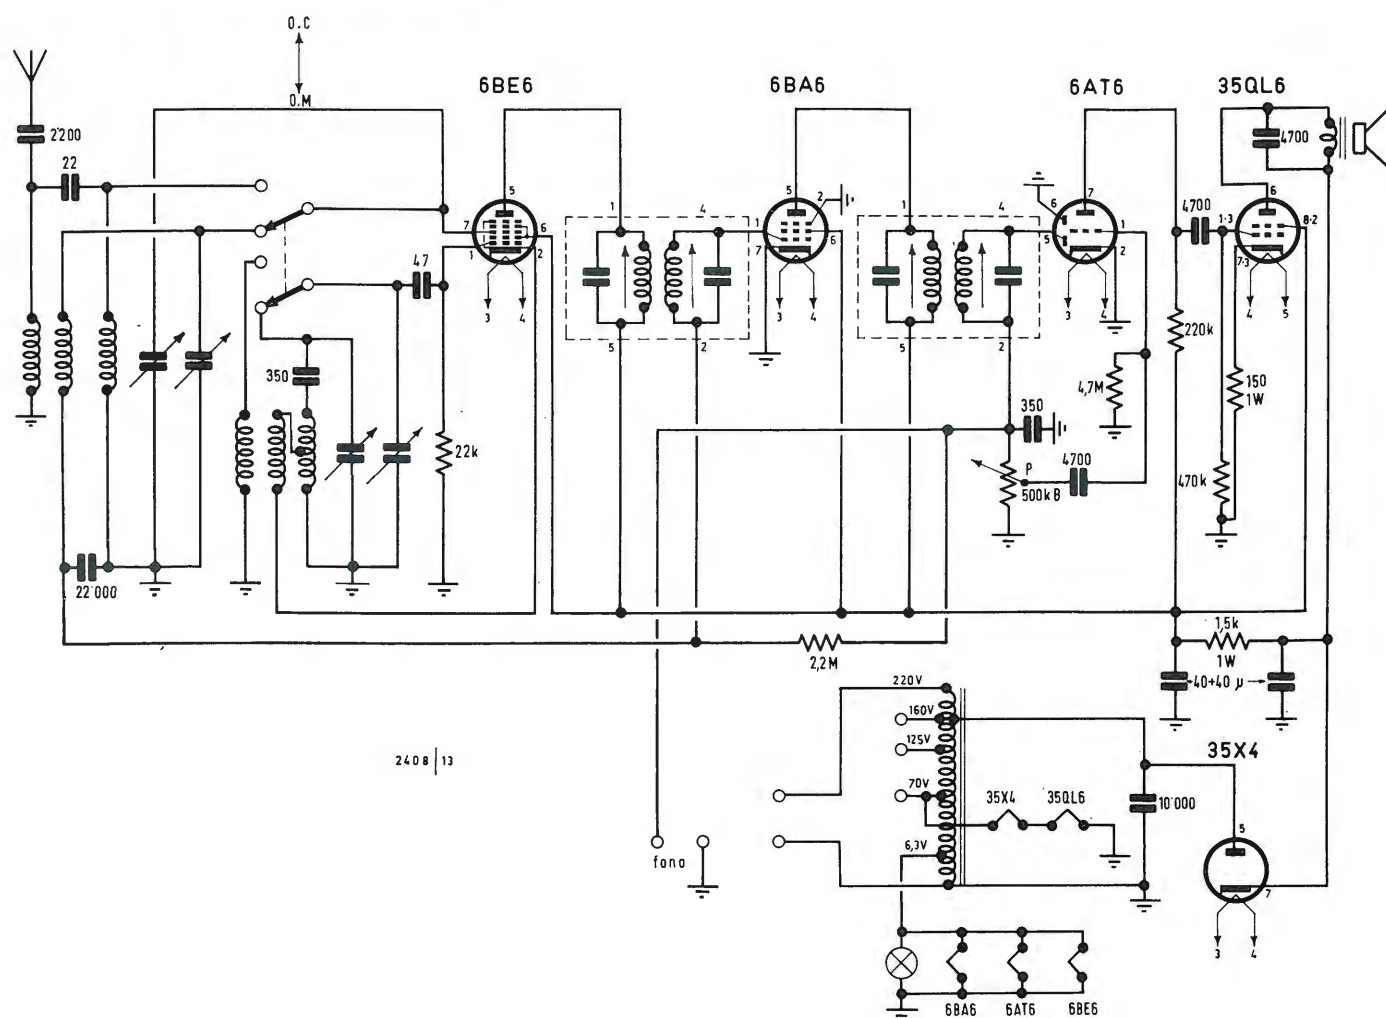 O.C
O.M
6BE6
6BA6
6AT6
35QL6
2'200
22
4700
5
7
6
1
2
3
4
47
1
4
5
2
5
2
1
7
6
3
4
1
4
5
2
7
6
5
1
2
3
4
4700
6
1·3
8·2
7·3
4
5
220k
150
1W
350
22k
4,7M
350
P
500k B
4700
470k
22'000
2,2M
1,5k
1W
40+40 µ
220V
160V
125V
70V
6,3V
35X4
35QL6
10'000
35X4
5
7
3
4
2408/13
fono
6BA6
6AT6
6BE6